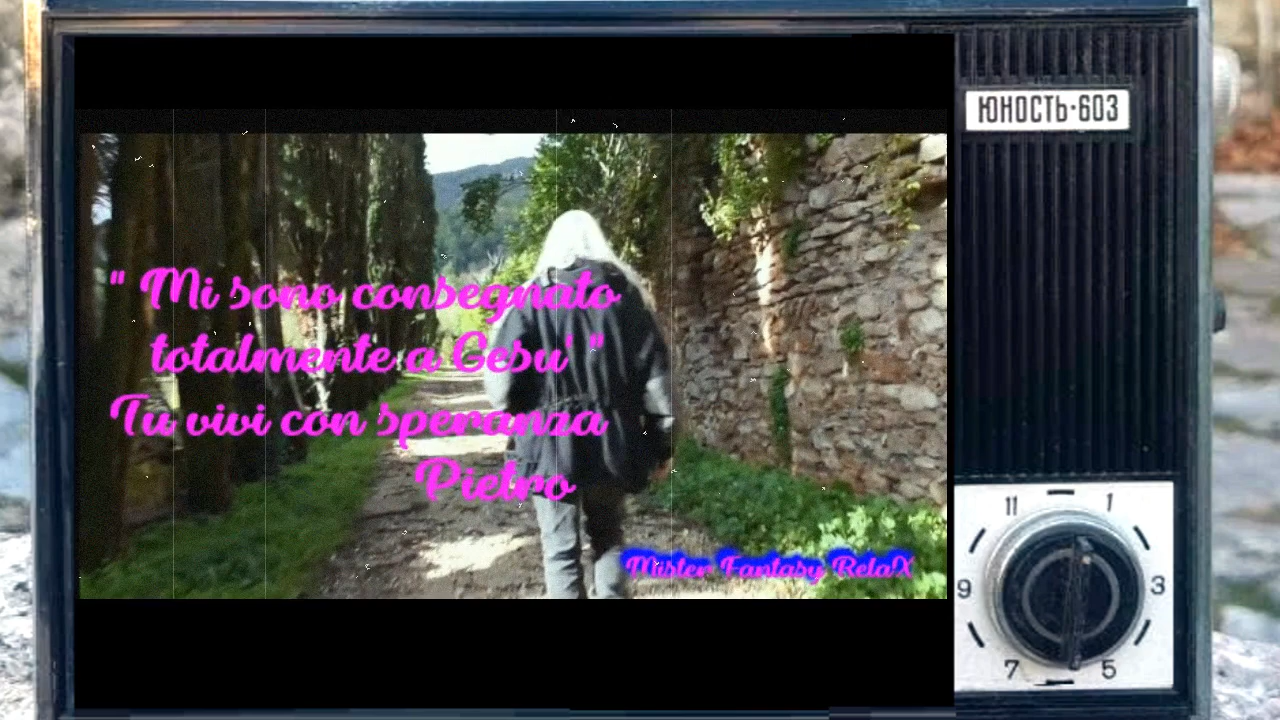 ЮНОСТЬ·603
" Mi sono consegnato
totalmente a Gesu' "
Tu vivi con speranza
Pietro
Mister Fantasy RelaX
11
1
9
3
7
5